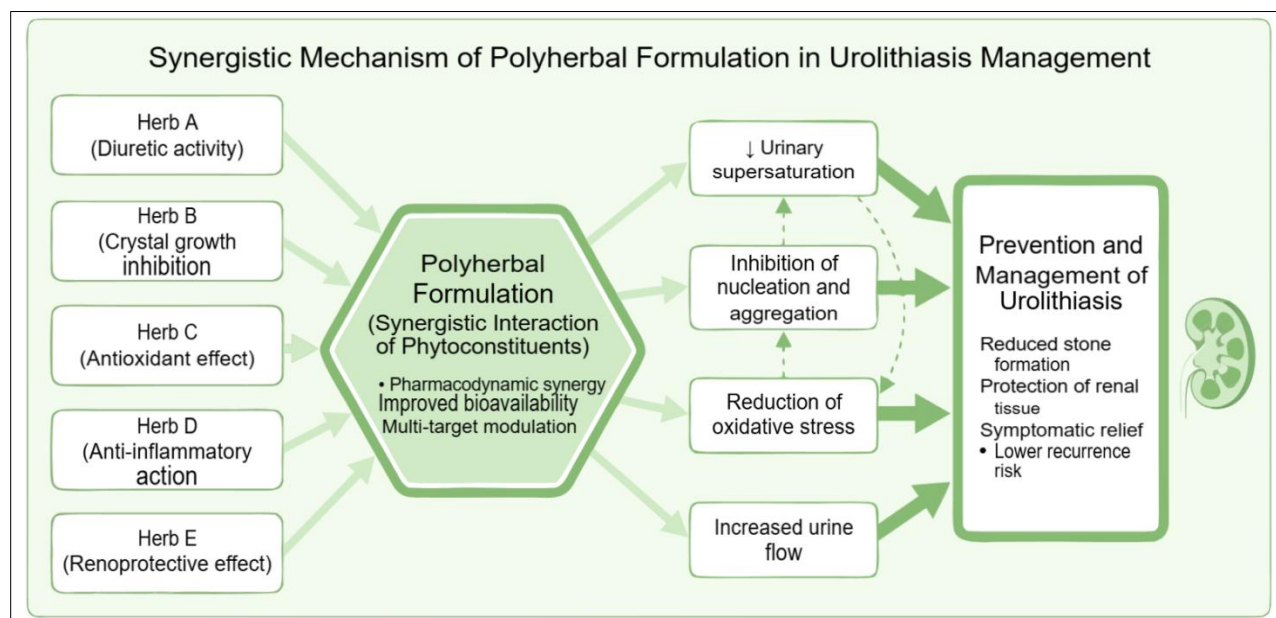 Synergistic Mechanism of Polyherbal Formulation in Urolithiasis Management
Herb A
(Diuretic activity)
Herb B
(Crystal growth
inhibition
Herb C
(Antioxidant effect)
Herb D
(Anti-inflammatory
action
Herb E
(Renoprotective effect)
Polyherbal
Formulation
(Synergistic Interaction
of Phytoconstituents)
• Pharmacodynamic synergy
Improved bioavailability
Multi-target modulation
↓ Urinary
supersaturation
Inhibition of
nucleation and
aggregation
Reduction of
oxidative stress
Increased urine
flow
Prevention and
Management of
Urolithiasis
Reduced stone
formation
Protection of renal
tissue
Symptomatic relief
• Lower recurrence
risk